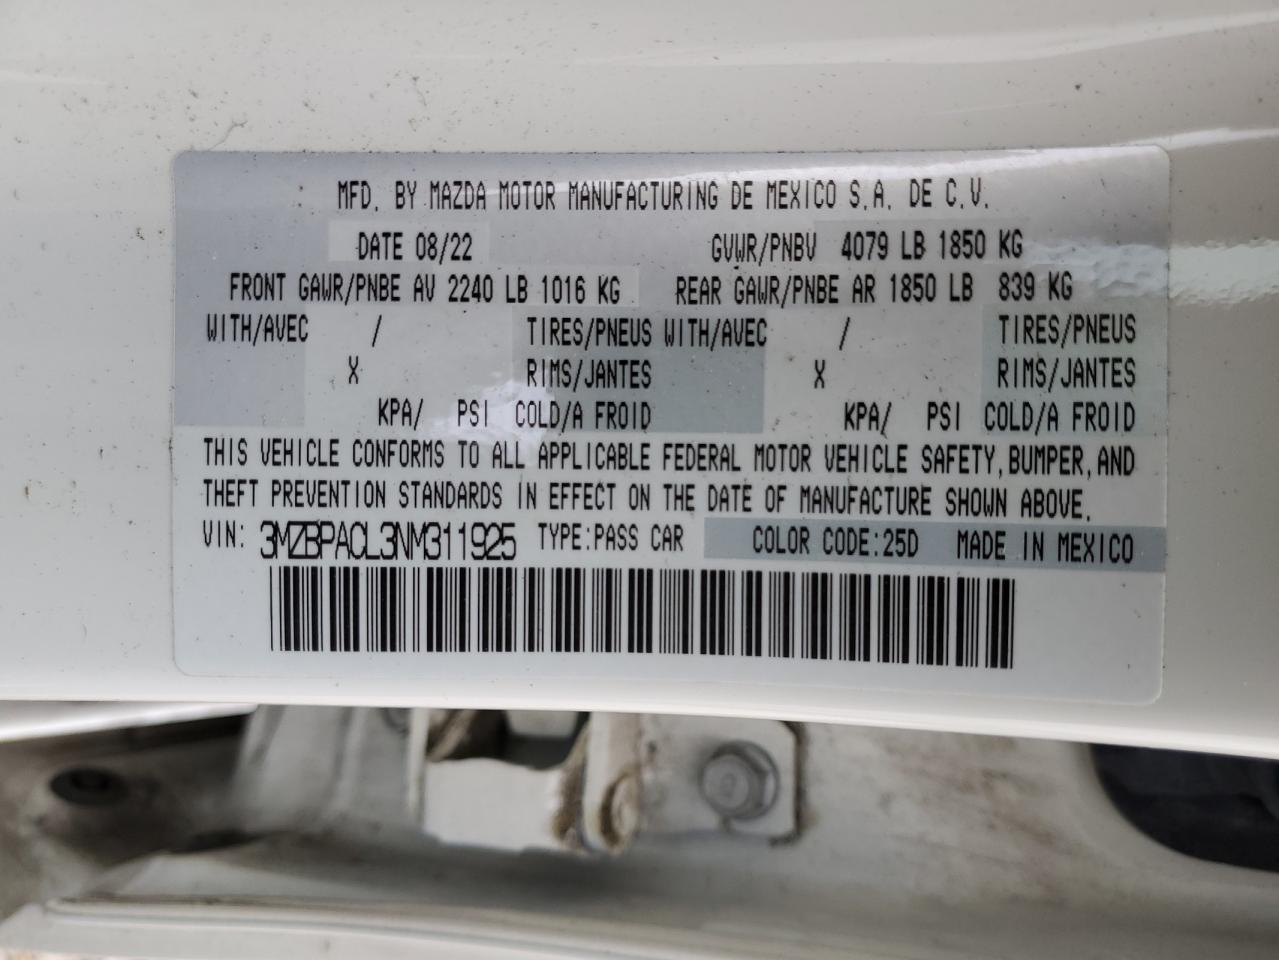 MFD. BY MAZDA MOTOR MANUFACTURING DE MEXICO S.A. DE C.V.
DATE 08/22 GVWR/PNBV 4079 LB 1850 KG
FRONT GAWR/PNBE AV 2240 LB 1016 KG REAR GAWR/PNBE AR 1850 LB 839 KG
WITH/AVEC / TIRES/PNEUS WITH/AVEC / TIRES/PNEUS
X RIMS/JANTES X RIMS/JANTES
KPA/ PSI COLD/A FROID KPA/ PSI COLD/A FROID
THIS VEHICLE CONFORMS TO ALL APPLICABLE FEDERAL MOTOR VEHICLE SAFETY, BUMPER, AND
THEFT PREVENTION STANDARDS IN EFFECT ON THE DATE OF MANUFACTURE SHOWN ABOVE.
VIN: 3MZBPACL3NM311925 TYPE:PASS CAR COLOR CODE:25D MADE IN MEXICO